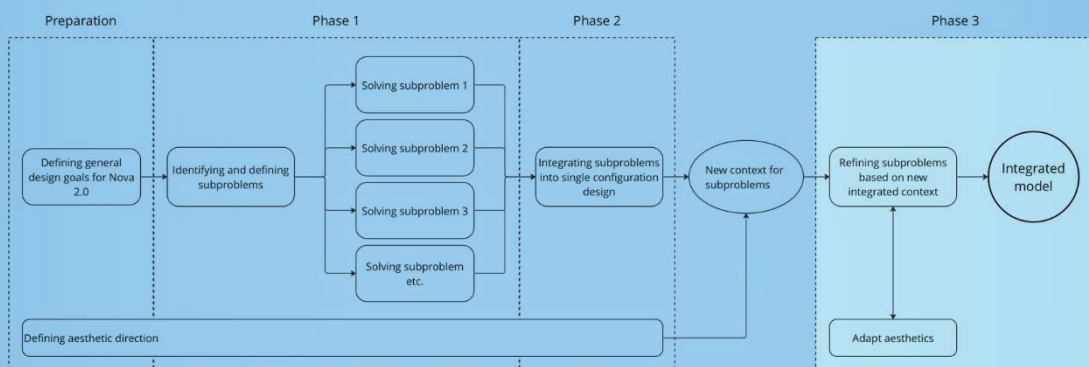 Preparation
Phase 1
Phase 2
Phase 3
Defining general
design goals for Nova
2.0
Identifying and defining
subproblems
Solving subproblem 1
Solving subproblem 2
Solving subproblem 3
Solving subproblem
etc.
Integrating subproblems
into single configuration
design
New context for
subproblems
Refining subproblems
based on new
integrated context
Integrated
model
Defining aesthetic direction
Adapt aesthetics